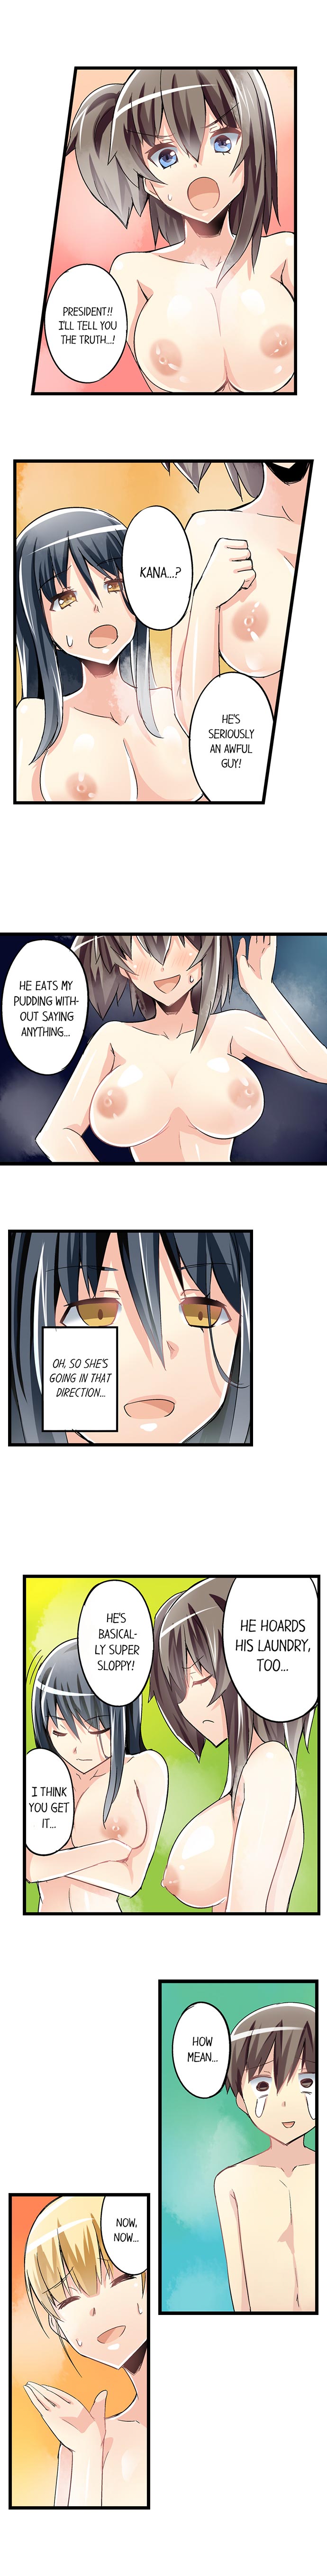 PRESIDENT!!
I'LL TELL YOU
THE TRUTH...!
KANA...?
HE'S
SERIOUSLY
AN AWFUL
GUY!
HE EATS MY
PUDDING WITH-
OUT SAYING
ANYTHING...
OH, SO SHE'S
GOING IN THAT
DIRECTION...
HE HOARDS
HIS LAUNDRY,
TOO...
HE'S
BASICAL-
LY SUPER
SLOPPY!
I THINK
YOU GET
IT...
HOW
MEAN...
NOW,
NOW...